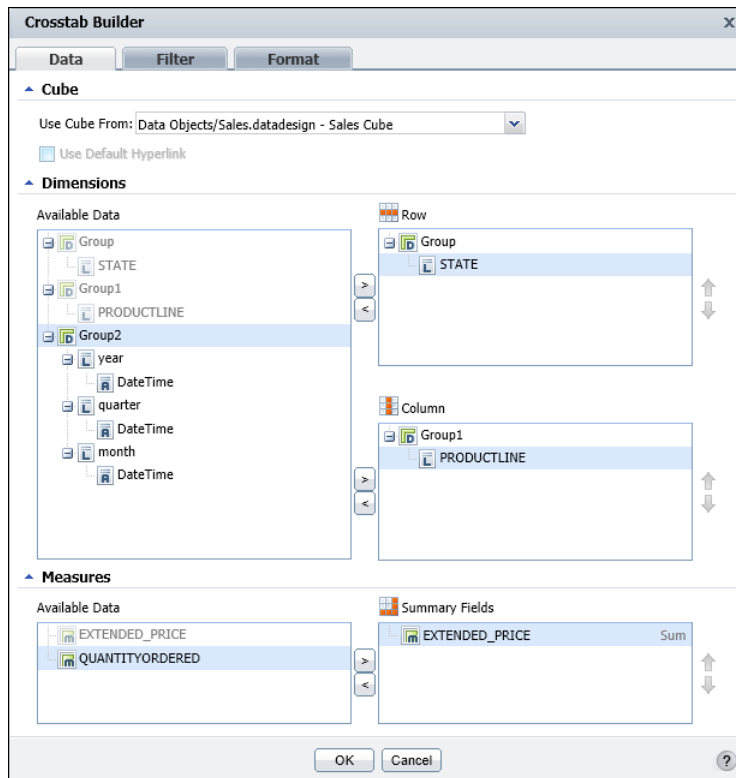 Crosstab Builder x
Data Filter Format
Cube
Use Cube From: Data Objects/Sales.datadesign - Sales Cube
Use Default Hyperlink
Dimensions
Available Data
Group
STATE
Group1
PRODUCTLINE
Group2
year
DateTime
quarter
DateTime
month
DateTime
>
<
>
<
Row
Group
STATE
Column
Group1
PRODUCTLINE
Measures
Available Data
EXTENDED_PRICE
QUANTITYORDERED
>
<
Summary Fields
EXTENDED_PRICE Sum
OK Cancel ?